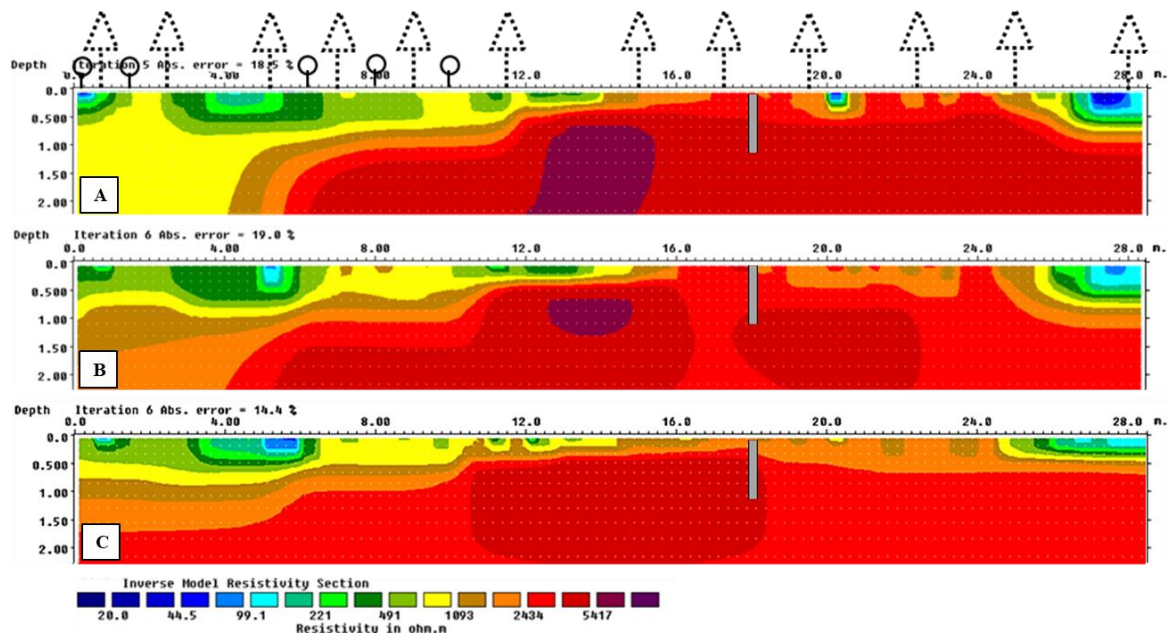 Depth Iteration 5 Abs. error = 18.5 %
4.00 8.00 12.0 16.0 20.0 24.0 28.0 m.
0.0
0.500
1.00
1.50
2.00
A
Depth Iteration 6 Abs. error = 19.0 %
0.0 4.00 8.00 12.0 16.0 20.0 24.0 28.0 m.
0.0
0.500
1.00
1.50
2.00
B
Depth Iteration 6 Abs. error = 14.4 %
0.0 4.00 8.00 12.0 16.0 20.0 24.0 28.0 m.
0.0
0.500
1.00
1.50
2.00
C
Inverse Model Resistivity Section
20.0 44.5 99.1 221 491 1093 2434 5417
Resistivity in ohm.m